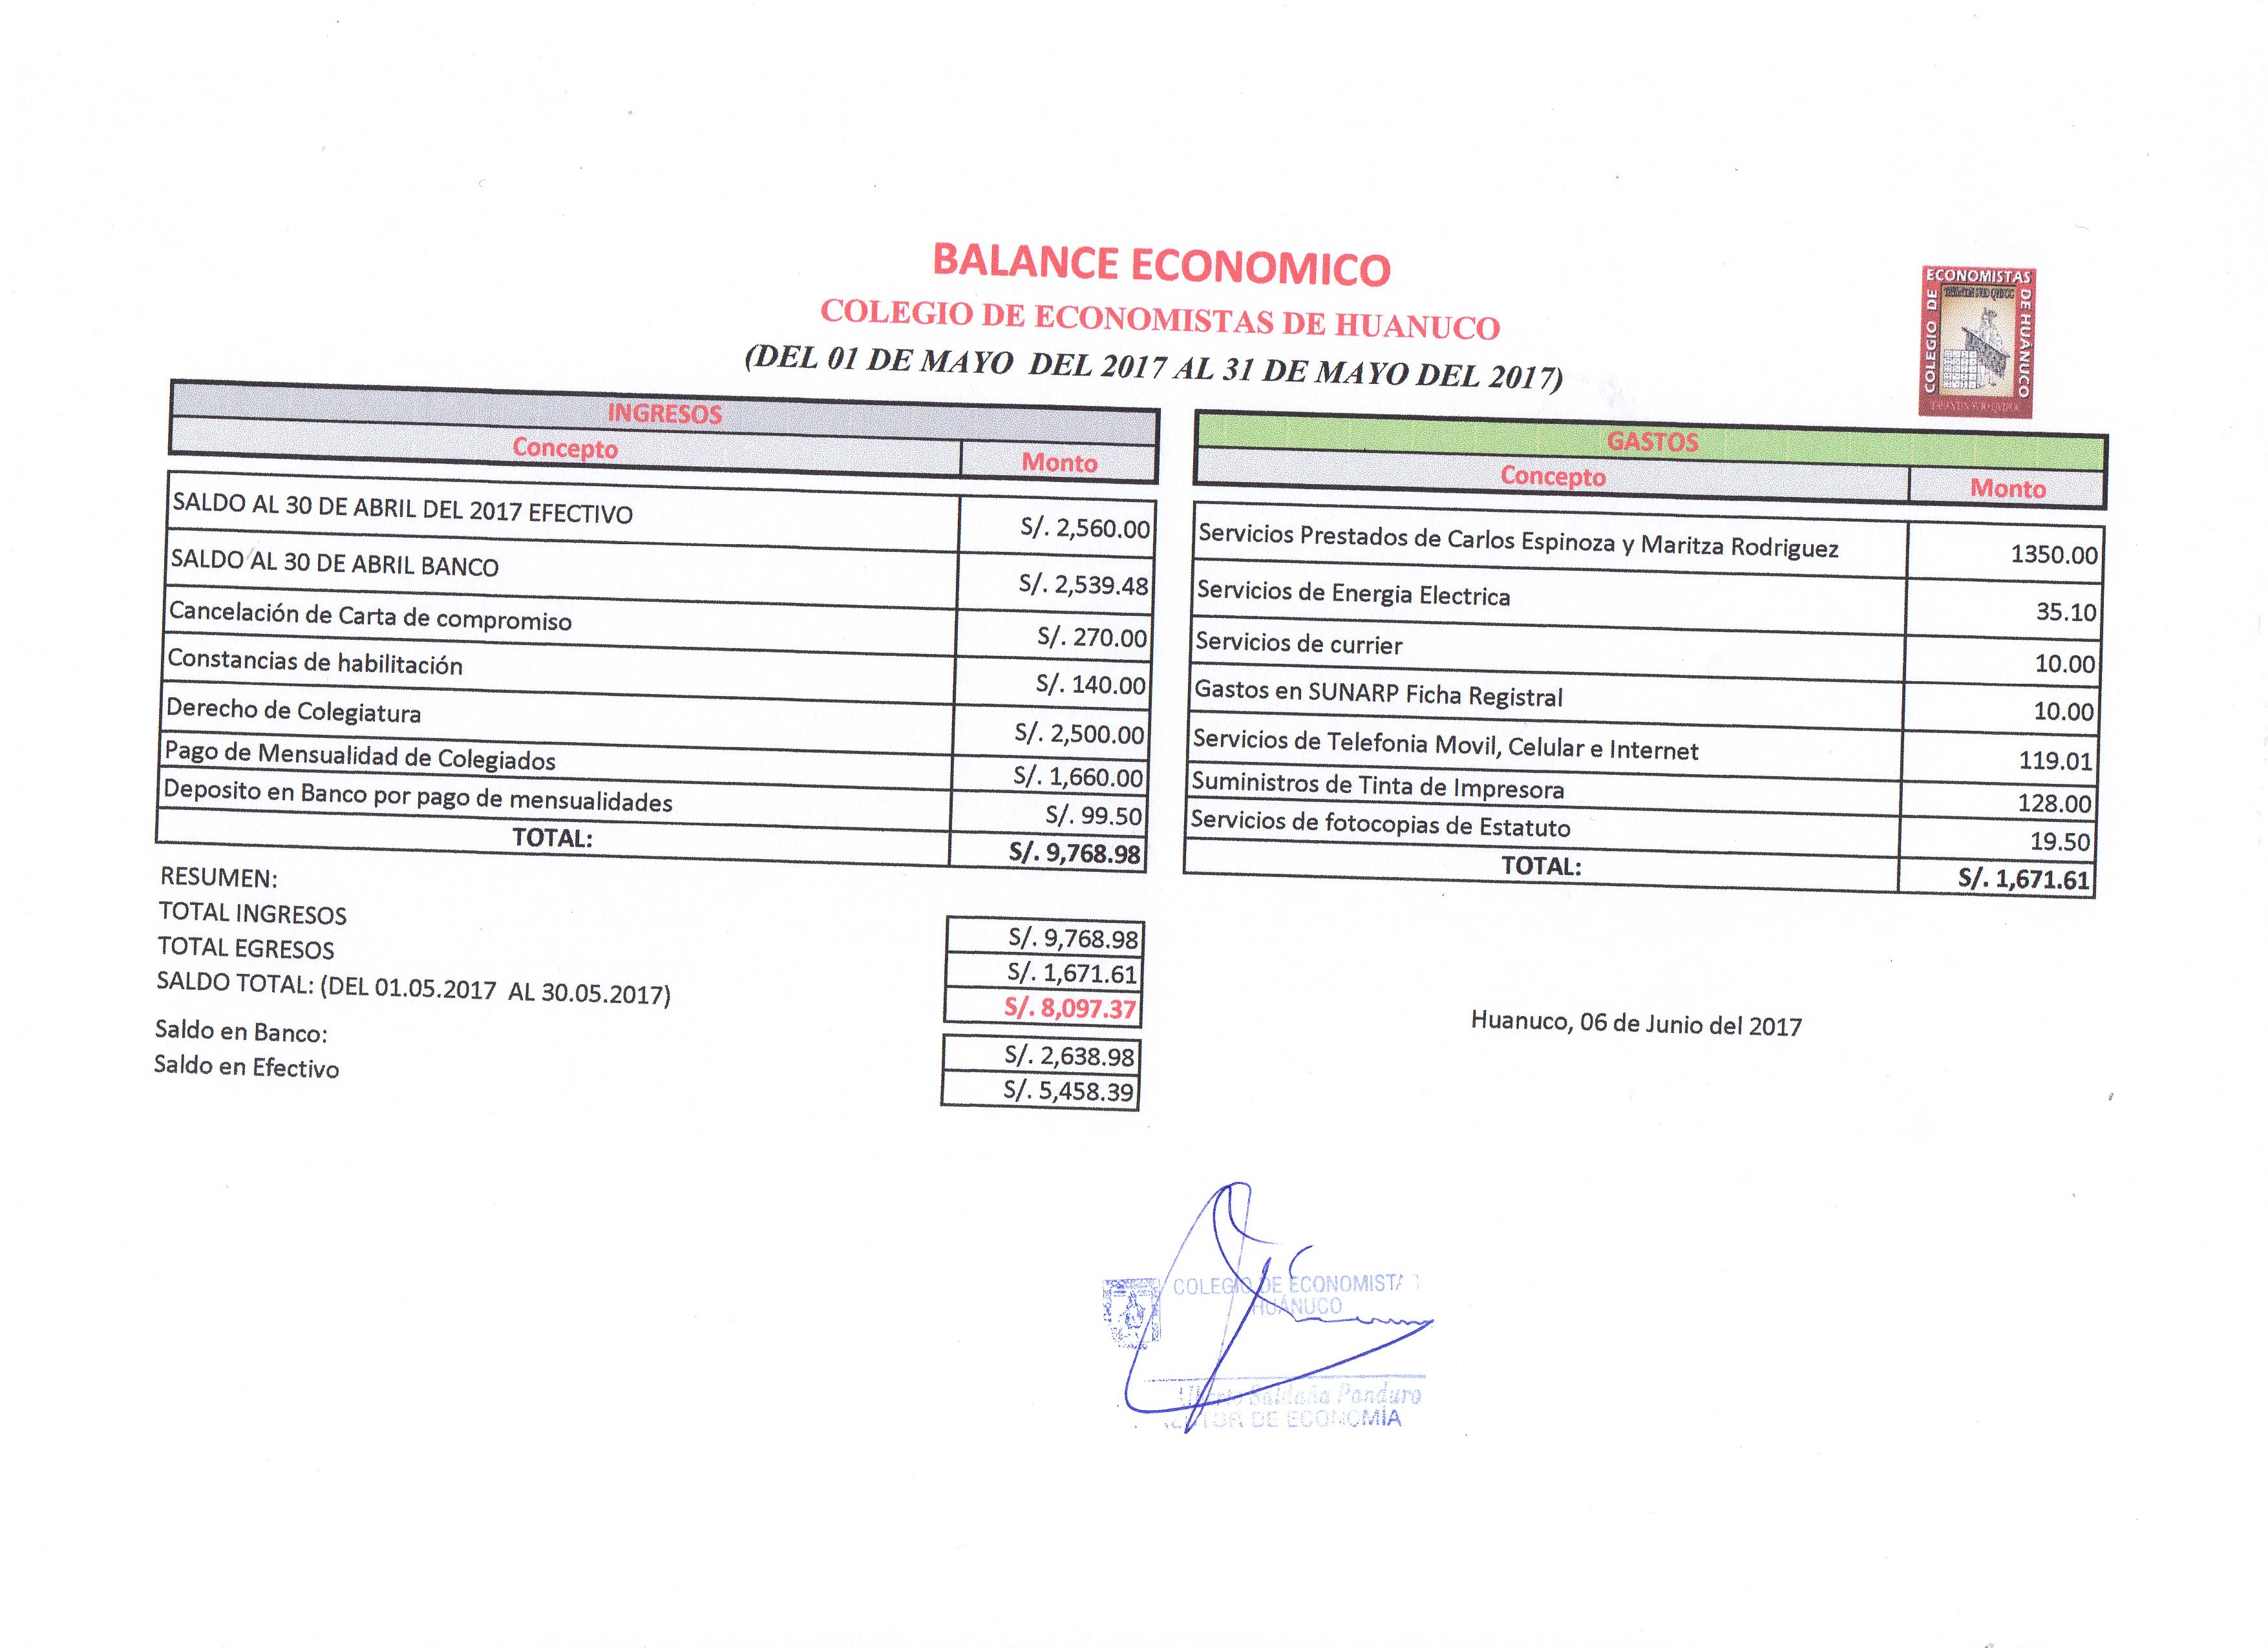 BALANCE ECONOMICO
COLEGIO DE ECONOMISTAS DE HUANUCO
(DEL 01 DE MAYO DEL 2017 AL 31 DE MAYO DEL 2017)
COLEGIO DE ECONOMISTAS DE HUÁNUCO
INGRESOS
Concepto Monto
SALDO AL 30 DE ABRIL DEL 2017 EFECTIVO S/. 2,560.00
SALDO AL 30 DE ABRIL BANCO S/. 2,539.48
Cancelación de Carta de compromiso S/. 270.00
Constancias de habilitación S/. 140.00
Derecho de Colegiatura S/. 2,500.00
Pago de Mensualidad de Colegiados S/. 1,660.00
Deposito en Banco por pago de mensualidades S/. 99.50
TOTAL: S/. 9,768.98
GASTOS
Concepto Monto
Servicios Prestados de Carlos Espinoza y Maritza Rodriguez 1350.00
Servicios de Energia Electrica 35.10
Servicios de currier 10.00
Gastos en SUNARP Ficha Registral 10.00
Servicios de Telefonia Movil, Celular e Internet 119.01
Suministros de Tinta de Impresora 128.00
Servicios de fotocopias de Estatuto 19.50
TOTAL: S/. 1,671.61
RESUMEN:
TOTAL INGRESOS S/. 9,768.98
TOTAL EGRESOS S/. 1,671.61
SALDO TOTAL: (DEL 01.05.2017 AL 30.05.2017) S/. 8,097.37
Saldo en Banco: S/. 2,638.98
Saldo en Efectivo S/. 5,458.39
Huanuco, 06 de Junio del 2017
COLEGIO DE ECONOMISTA
HUÁNUCO
Saldaña Panduro
DE ECONOMÍA